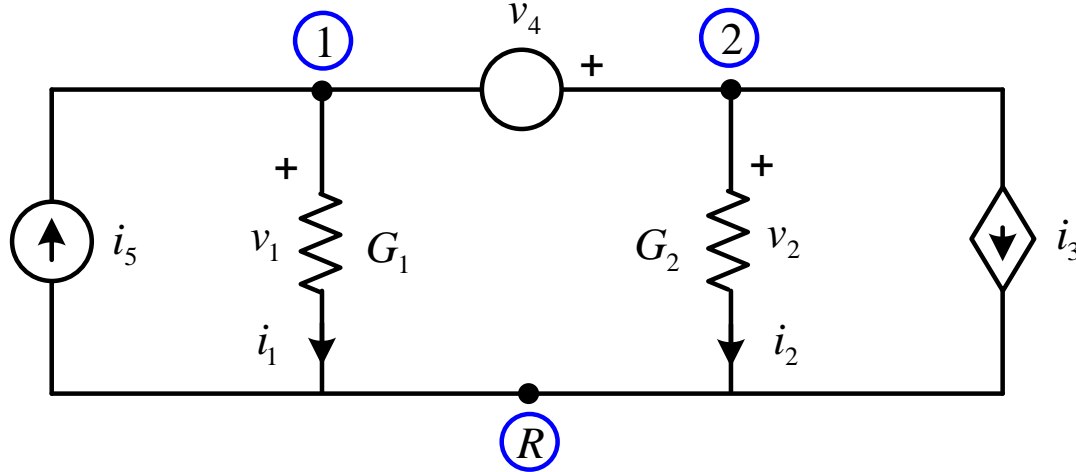 v₄
1 + 2
+ +
i₅ v₁ G₁ G₂ v₂ i₃
i₁ i₂
R